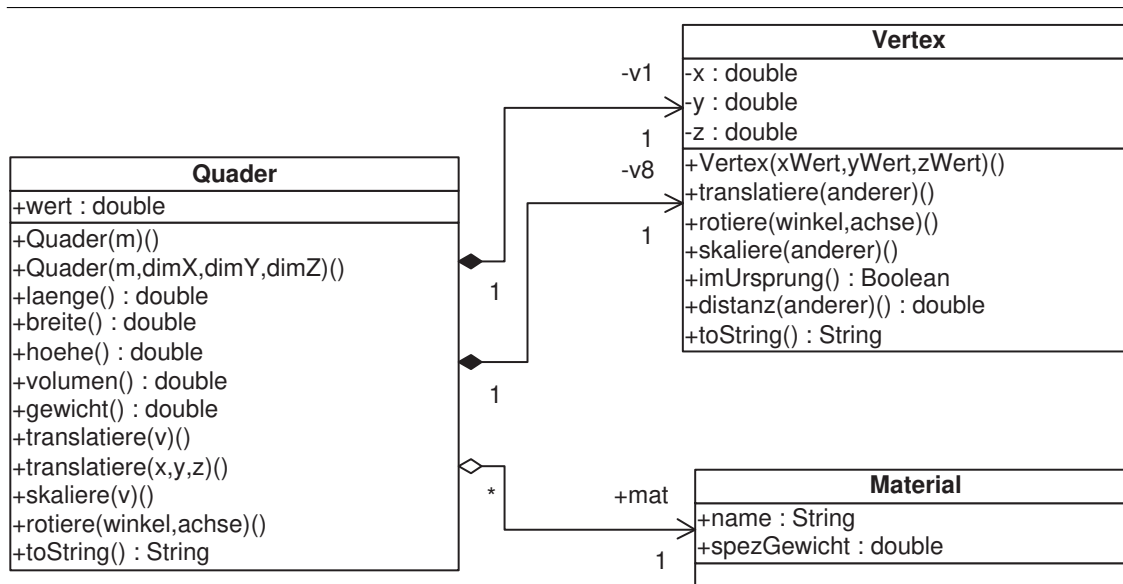 Vertex
-x : double
-y : double
-z : double
+Vertex(xWert,yWert,zWert)()
+translatiere(anderer)()
+rotiere(winkel,achse)()
+skaliere(anderer)()
+imUrsprung() : Boolean
+distanz(anderer)() : double
+toString() : String
-v1
1
-v8
1
Quader
+wert : double
+Quader(m)()
+Quader(m,dimX,dimY,dimZ)()
+laenge() : double
+breite() : double
+hoehe() : double
+volumen() : double
+gewicht() : double
+translatiere(v)()
+translatiere(x,y,z)()
+skaliere(v)()
+rotiere(winkel,achse)()
+toString() : String
1
1
*
+mat
1
Material
+name : String
+spezGewicht : double